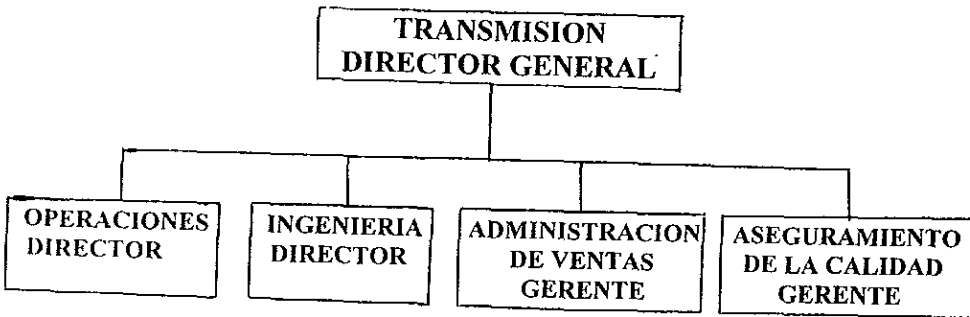 TRANSMISION
DIRECTOR GENERAL
OPERACIONES
DIRECTOR
INGENIERIA
DIRECTOR
ADMINISTRACION
DE VENTAS
GERENTE
ASEGURAMIENTO
DE LA CALIDAD
GERENTE